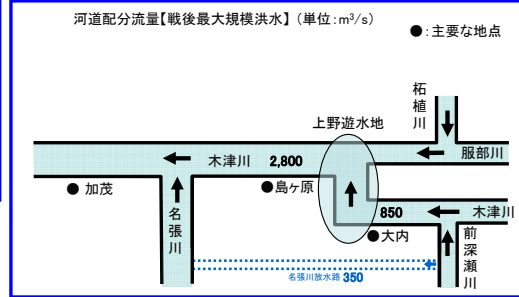 河道配分流量【戦後最大規模洪水】（単位:m³/s）
●:主要な地点
柘植川
上野遊水地
服部川
木津川 2,800
● 加茂
●島ヶ原
名張川
850
木津川
●大内
前深瀬川
名張川放水路 350